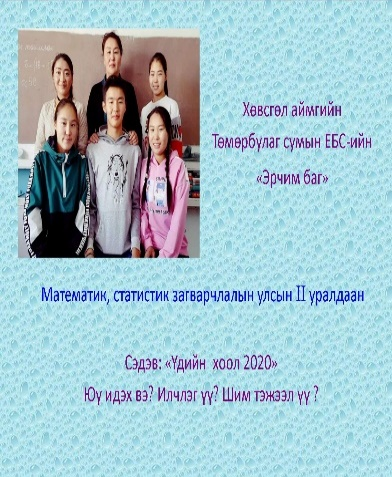 Хөвсгөл аймгийн
Төмөрбулаг сумын ЕБС-ийн
«Эрчим баг»
Математик, статистик загварчлалын улсын II уралдаан
Сэдэв: «Үдийн хоол 2020»
Юү идэх вэ? Илчлэг үү? Шим тэжээл үү ?